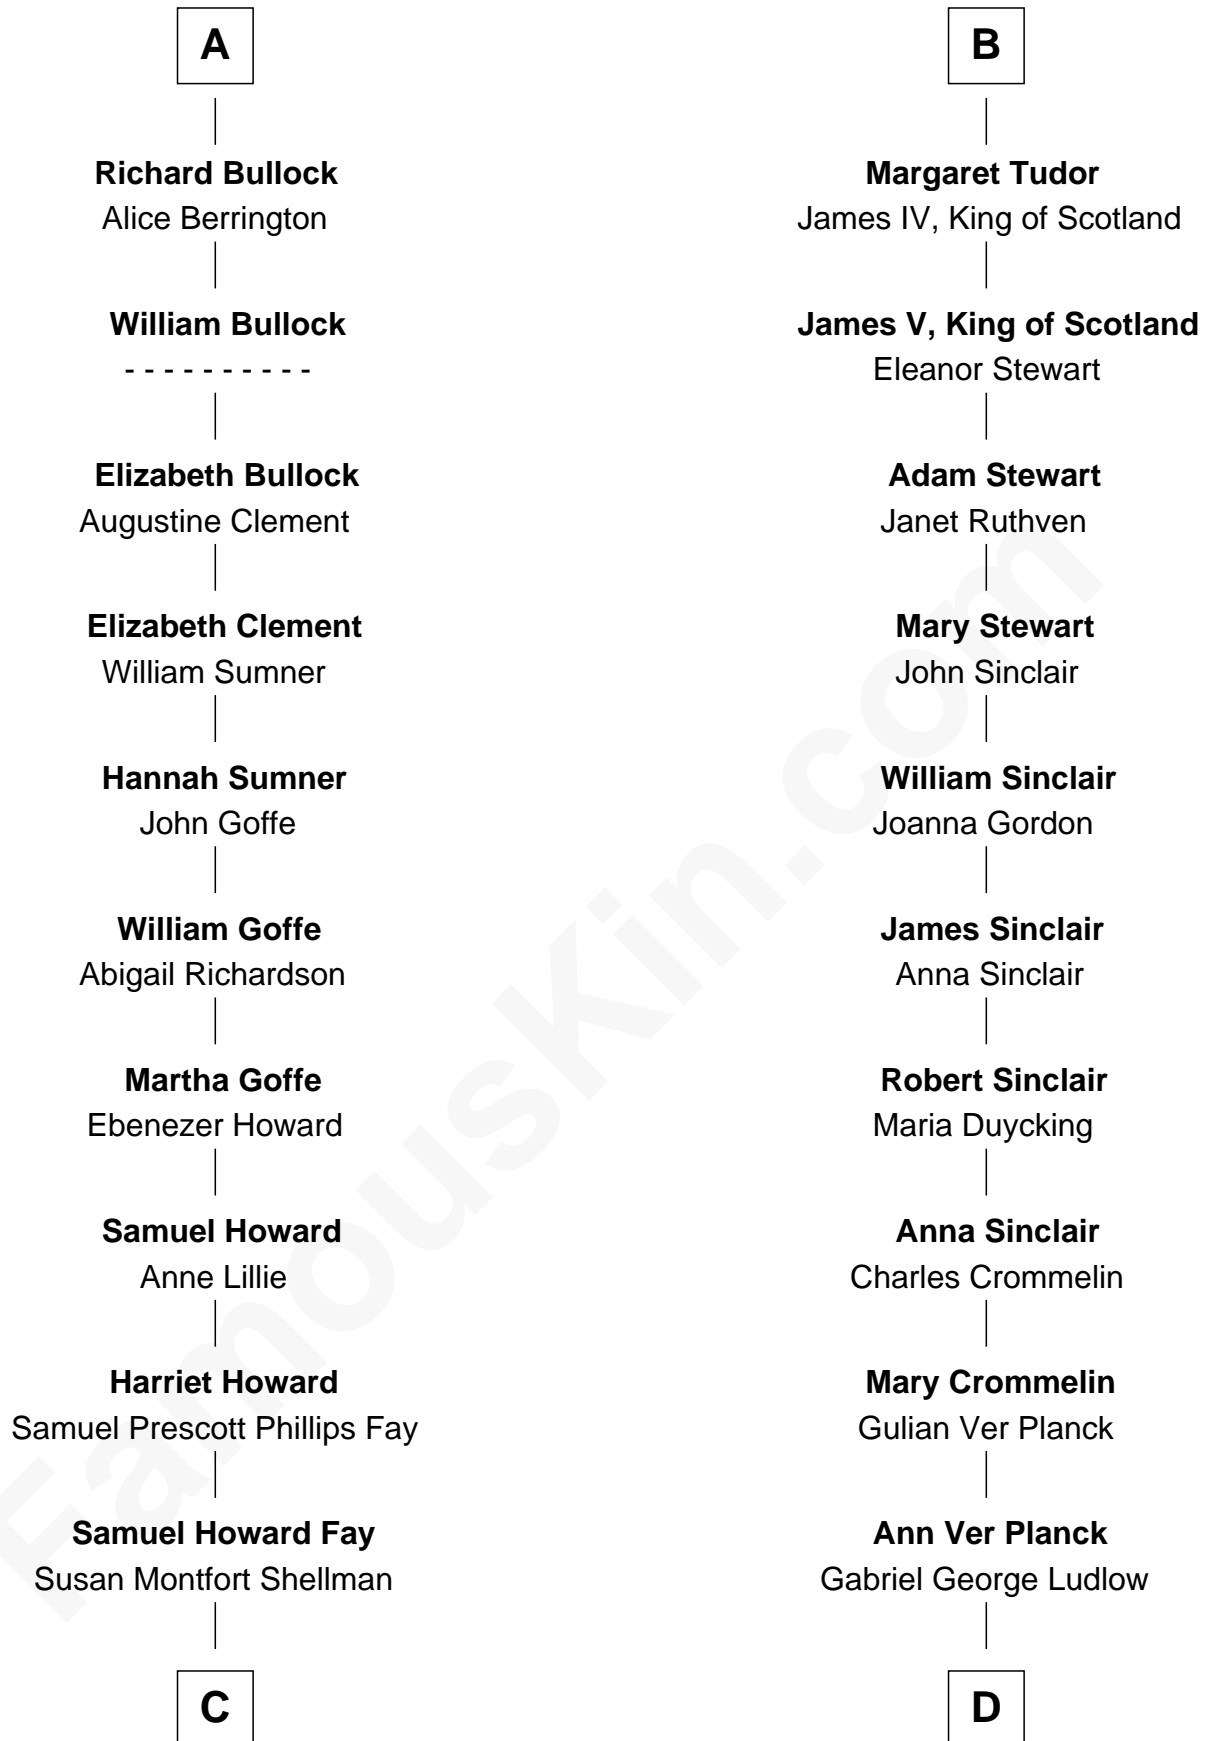 A
Richard Bullock
Alice Berrington
William Bullock
- - - - - - - - - -
Elizabeth Bullock
Augustine Clement
Elizabeth Clement
William Sumner
Hannah Sumner
John Goffe
William Goffe
Abigail Richardson
Martha Goffe
Ebenezer Howard
Samuel Howard
Anne Lillie
Harriet Howard
Samuel Prescott Phillips Fay
Samuel Howard Fay
Susan Montfort Shellman
C
B
Margaret Tudor
James IV, King of Scotland
James V, King of Scotland
Eleanor Stewart
Adam Stewart
Janet Ruthven
Mary Stewart
John Sinclair
William Sinclair
Joanna Gordon
James Sinclair
Anna Sinclair
Robert Sinclair
Maria Duycking
Anna Sinclair
Charles Crommelin
Mary Crommelin
Gulian Ver Planck
Ann Ver Planck
Gabriel George Ludlow
D
FamousKin.com